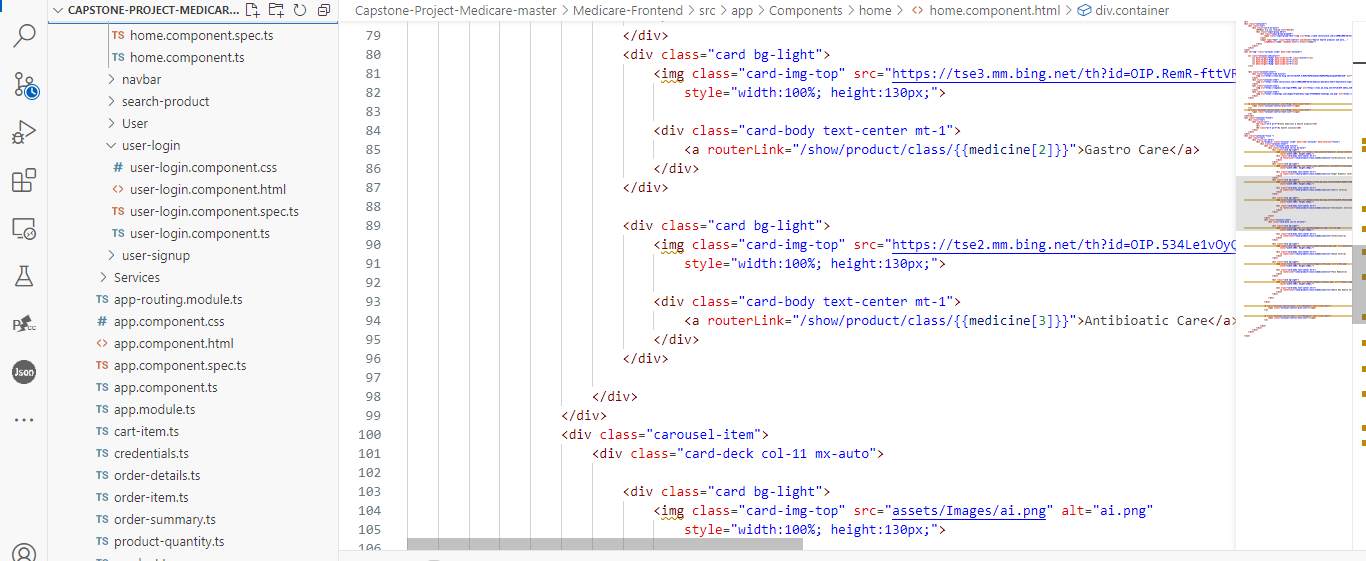 CAPSTONE-PROJECT-MEDICAR...
TS home.component.spec.ts
TS home.component.ts
navbar
search-product
User
user-login
# user-login.component.css
<> user-login.component.html
TS user-login.component.spec.ts
TS user-login.component.ts
user-signup
Services
TS app-routing.module.ts
# app.component.css
<> app.component.html
TS app.component.spec.ts
TS app.component.ts
TS app.module.ts
TS cart-item.ts
TS credentials.ts
TS order-details.ts
TS order-item.ts
TS order-summary.ts
TS product-quantity.ts
Json
Capstone-Project-Medicare-master > Medicare-Frontend > src > app > Components > home > <> home.component.html > div.container
79 </div>
80 <div class="card bg-light">
81 <img class="card-img-top" src="https://tse3.mm.bing.net/th?id=OIP.RemR-fttVR
82 style="width:100%; height:130px;">
83
84 <div class="card-body text-center mt-1">
85 <a routerLink="/show/product/class/{{medicine[2]}}">Gastro Care</a>
86 </div>
87 </div>
88
89 <div class="card bg-light">
90 <img class="card-img-top" src="https://tse2.mm.bing.net/th?id=OIP.534Le1vOyQ
91 style="width:100%; height:130px;">
92
93 <div class="card-body text-center mt-1">
94 <a routerLink="/show/product/class/{{medicine[3]}}">Antibioatic Care</a>
95 </div>
96 </div>
97
98 </div>
99 </div>
100 <div class="carousel-item">
101 <div class="card-deck col-11 mx-auto">
102
103 <div class="card bg-light">
104 <img class="card-img-top" src="assets/Images/ai.png" alt="ai.png"
105 style="width:100%; height:130px;">
106